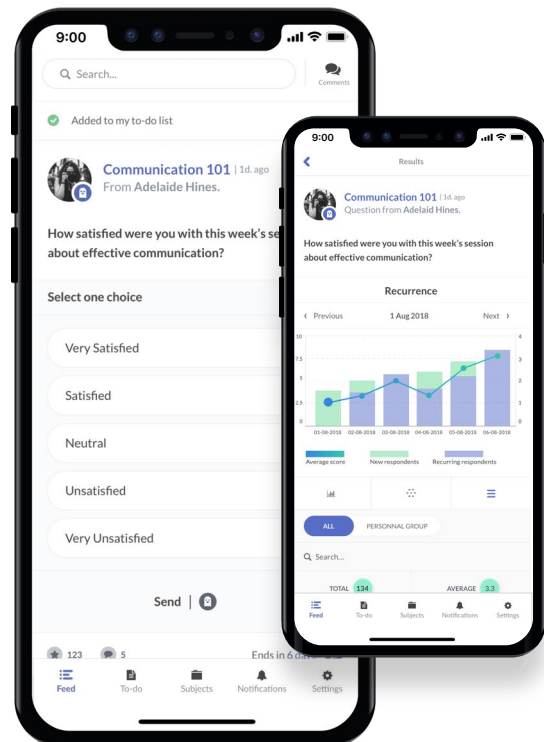 9:00
Search...
Comments
Added to my to-do list
Communication 101 | 1d. ago
From Adelaide Hines.
How satisfied were you with this week's se
about effective communication?
Select one choice
Very Satisfied
Satisfied
Neutral
Unsatisfied
Very Unsatisfied
Send
123 5 Ends in 6 da
Feed To-do Subjects Notifications Settings
9:00
Results
Communication 101 | 1d. ago
Question from Adelaid Hines.
How satisfied were you with this week's session
about effective communication?
Recurrence
Previous 1 Aug 2018 Next
10 4
7.5 3
5 2
2.5 1
0 0
01-08-2018 02-08-2018 03-08-2018 04-08-2018 05-08-2018 06-08-2018
Average score New respondents Recurring respondents
ALL PERSONNAL GROUP
Search...
TOTAL 134 AVERAGE 3.3
Feed To-do Subjects Notifications Settings